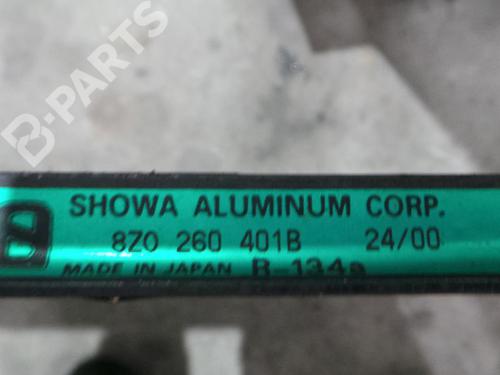 B-PARTS
SHOWA ALUMINUM CORP.
8Z0 260 401B 24/00
MADE IN JAPAN R 134a